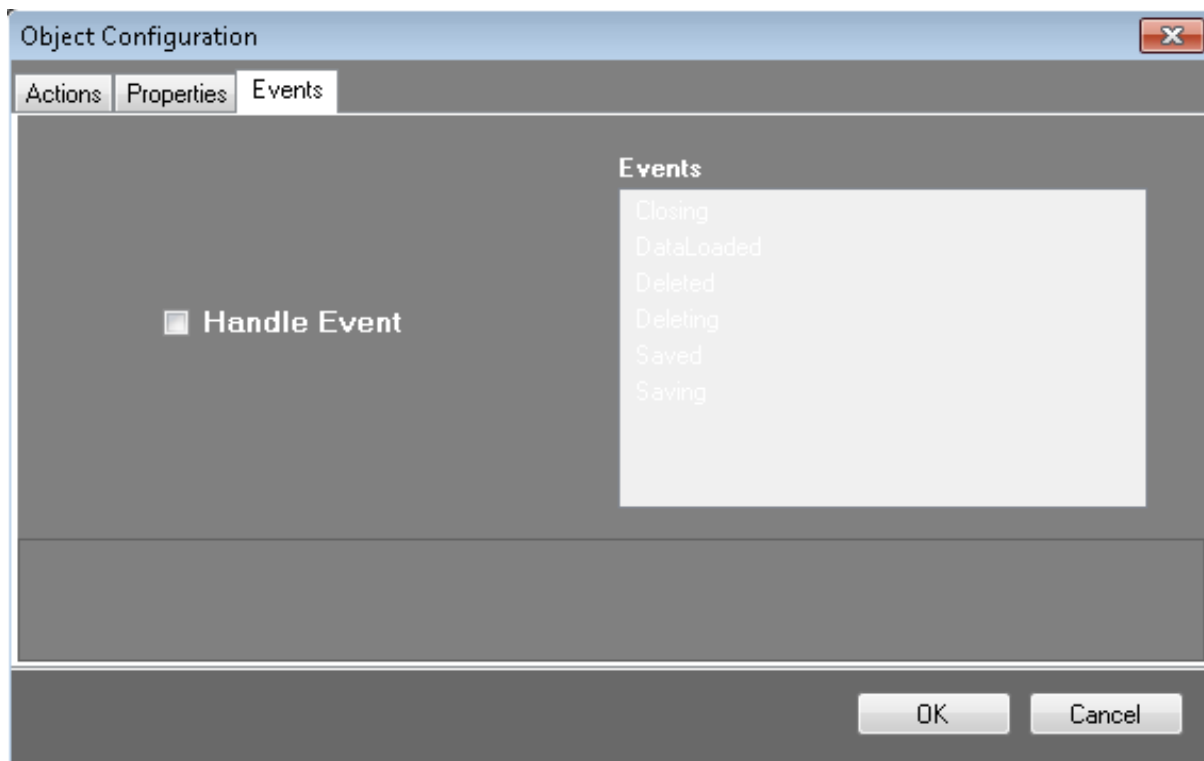 Object Configuration
Actions Properties Events
Events
Closing
DataLoaded
Deleted
Deleting
Saved
Saving
Handle Event
OK Cancel